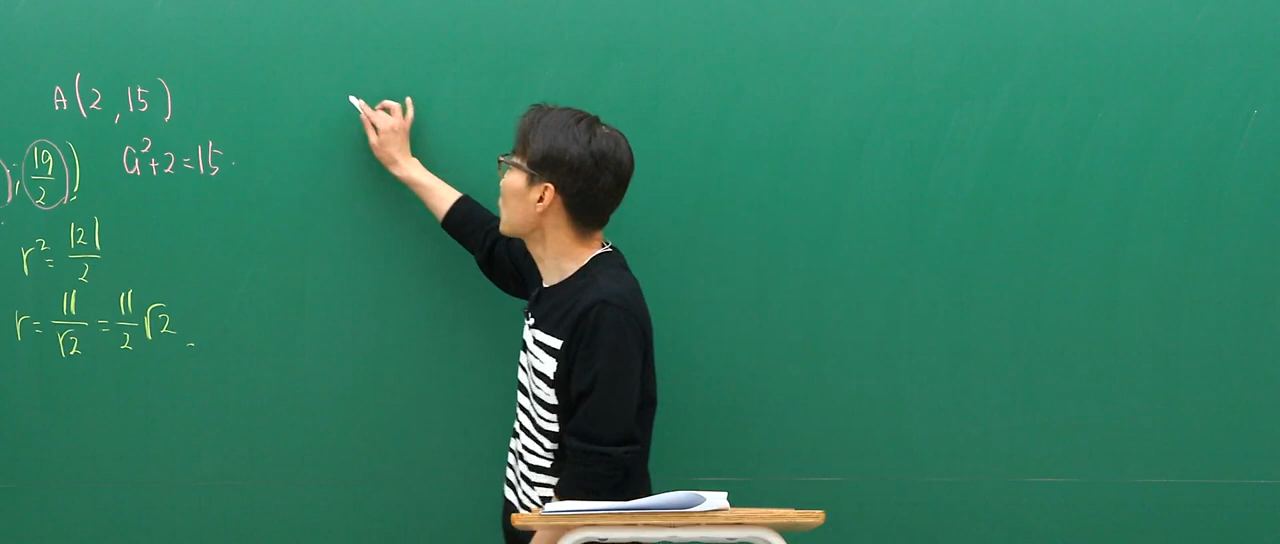 A(2, 15)
), 19/2) a²+2=15.
r²= 121/2
r= 11/√2 = 11/2 √2